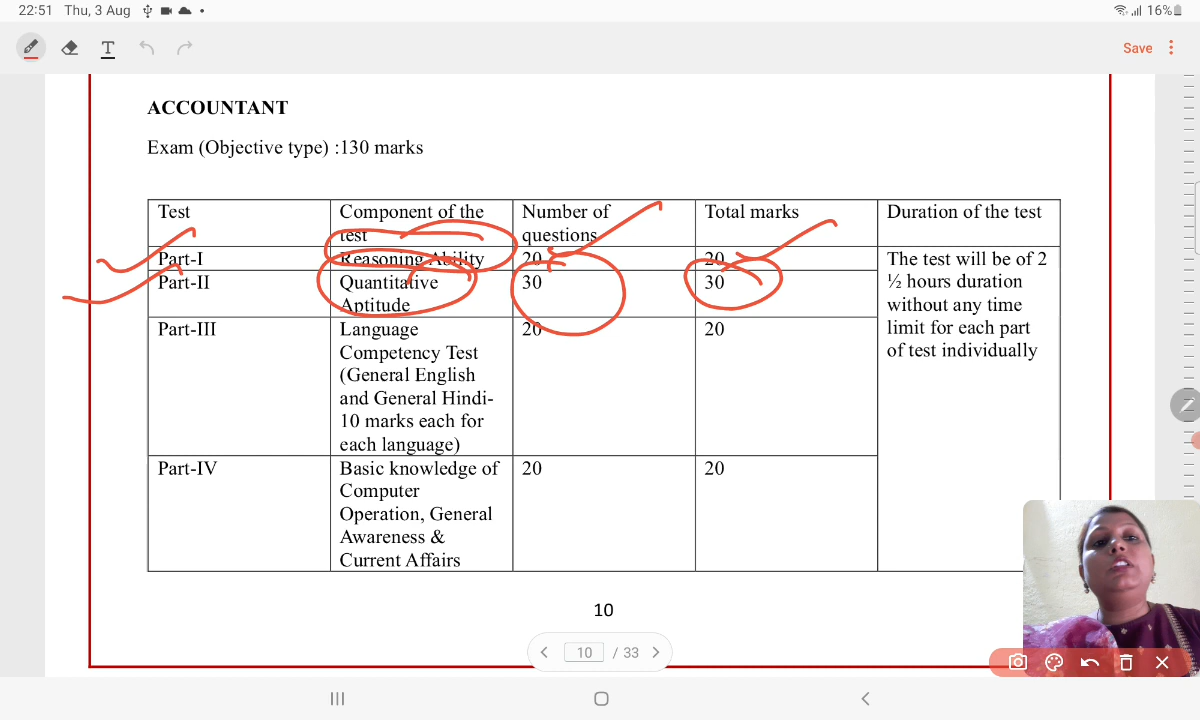 22:51 Thu, 3 Aug
16%
T
Save
ACCOUNTANT
Exam (Objective type) :130 marks
Test
Component of the
test
Number of
questions
Total marks
Duration of the test
Part-I
Reasoning Ability
20
20
The test will be of 2
½ hours duration
without any time
limit for each part
of test individually
Part-II
Quantitative
Aptitude
30
30
Part-III
Language
Competency Test
(General English
and General Hindi-
10 marks each for
each language)
20
20
Part-IV
Basic knowledge of
Computer
Operation, General
Awareness &
Current Affairs
20
20
10
10 / 33